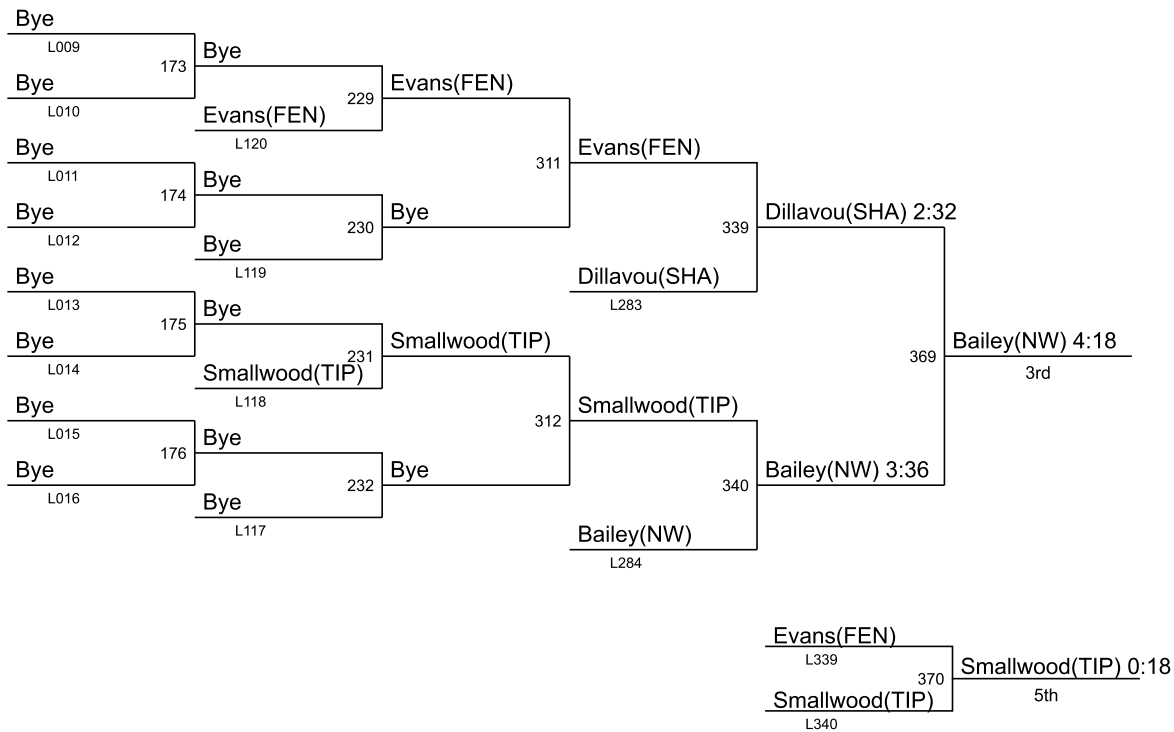 Bye
L009
173
Bye
Bye
L010
229
Evans(FEN)
Evans(FEN)
L120
Bye
L011
174
Bye
311
Evans(FEN)
Bye
L012
230
Bye
Bye
L119
339
Dillavou(SHA) 2:32
Dillavou(SHA)
L283
Bye
L013
175
Bye
Bye
L014
231
Smallwood(TIP)
Smallwood(TIP)
L118
369
Bailey(NW) 4:18
3rd
Bye
L015
176
Bye
312
Smallwood(TIP)
Bye
L016
232
Bye
Bye
L117
340
Bailey(NW) 3:36
Bailey(NW)
L284
Evans(FEN)
L339
370
Smallwood(TIP) 0:18
5th
Smallwood(TIP)
L340